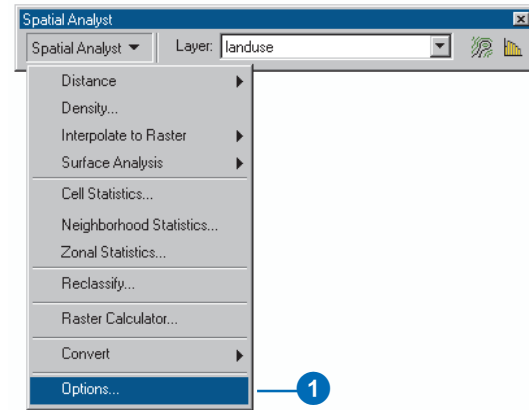 Spatial Analyst
Spatial Analyst Layer: landuse
Distance
Density...
Interpolate to Raster
Surface Analysis
Cell Statistics...
Neighborhood Statistics...
Zonal Statistics...
Reclassify...
Raster Calculator...
Convert
Options... 1